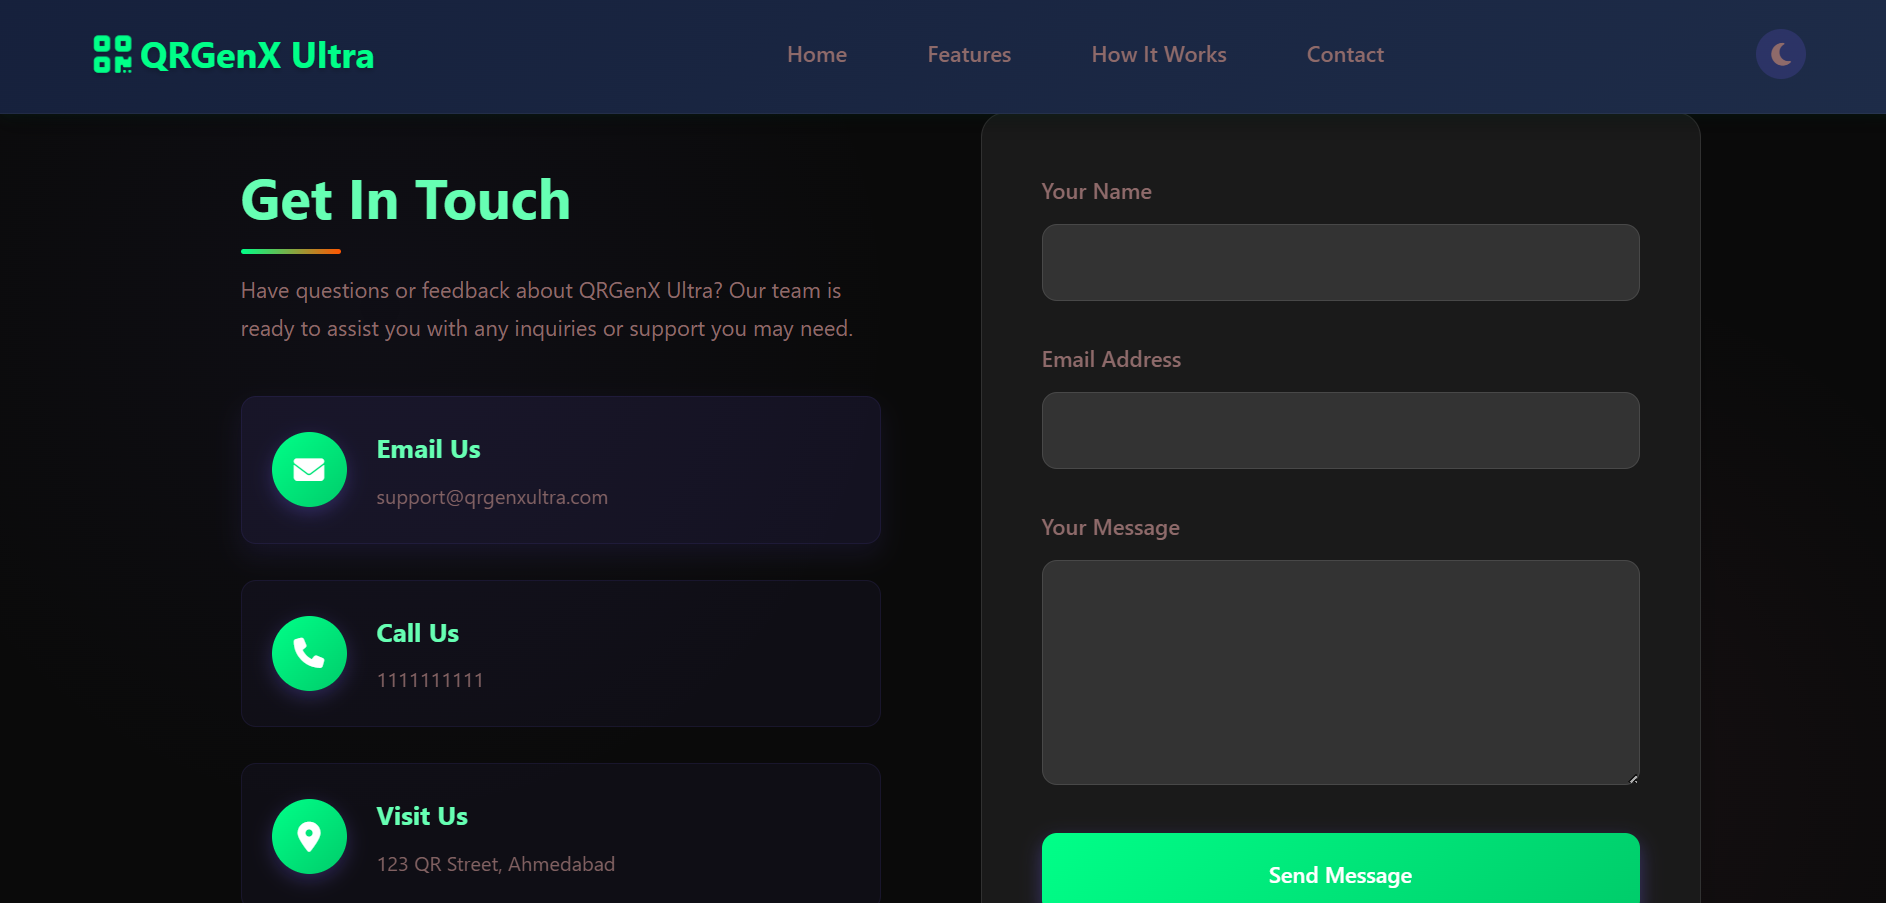 QRGenX Ultra
Home
Features
How It Works
Contact
Get In Touch
Have questions or feedback about QRGenX Ultra? Our team is
ready to assist you with any inquiries or support you may need.
Email Us
support@qrgenxultra.com
Call Us
1111111111
Visit Us
123 QR Street, Ahmedabad
Your Name
Email Address
Your Message
Send Message